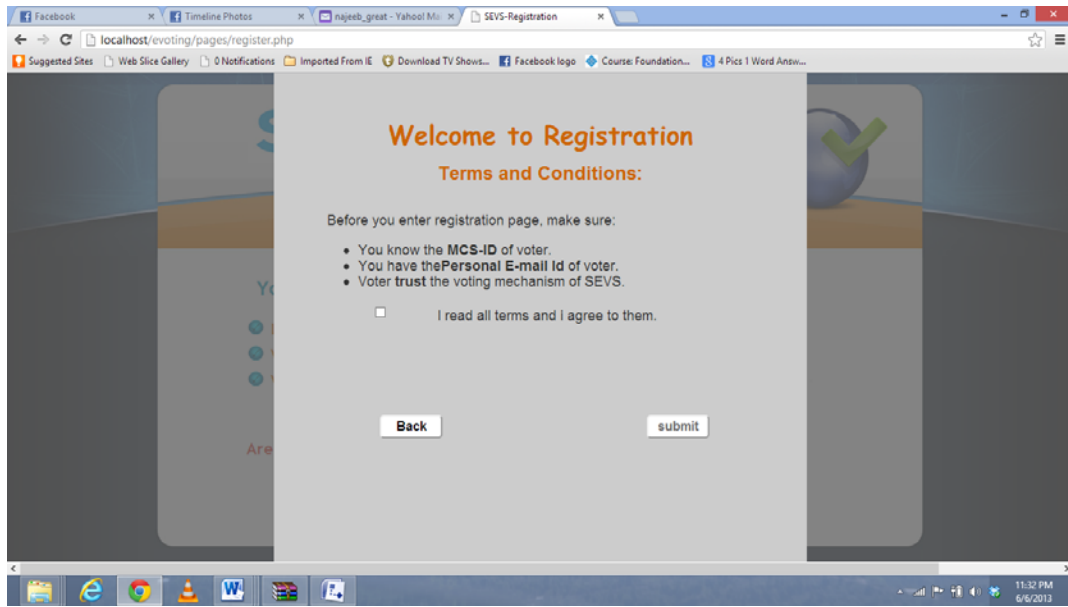 Facebook
Timeline Photos
najeeb_great - Yahoo! Ma
SEVS-Registration
localhost/evoting/pages/register.php
Suggested Sites
Web Slice Gallery
0 Notifications
Imported From IE
Download TV Shows...
Facebook logo
Course: Foundation...
4 Pics 1 Word Answ...
S
Welcome to Registration
Terms and Conditions:
Before you enter registration page, make sure:
You know the MCS-ID of voter.
You have thePersonal E-mail Id of voter.
Voter trust the voting mechanism of SEVS.
I read all terms and i agree to them.
Back
submit
Are
11:32 PM
6/6/2013